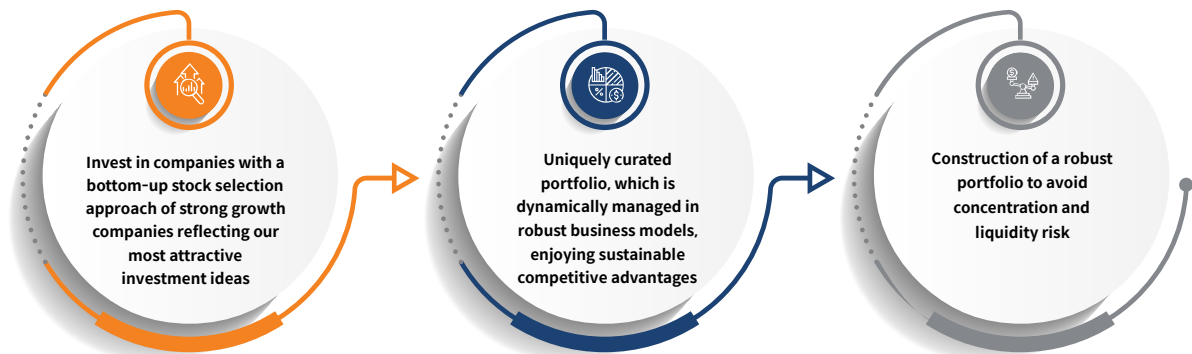 Invest in companies with a
bottom-up stock selection
approach of strong growth
companies reflecting our
most attractive
investment ideas
Uniquely curated
portfolio, which is
dynamically managed in
robust business models,
enjoying sustainable
competitive advantages
Construction of a robust
portfolio to avoid
concentration and
liquidity risk